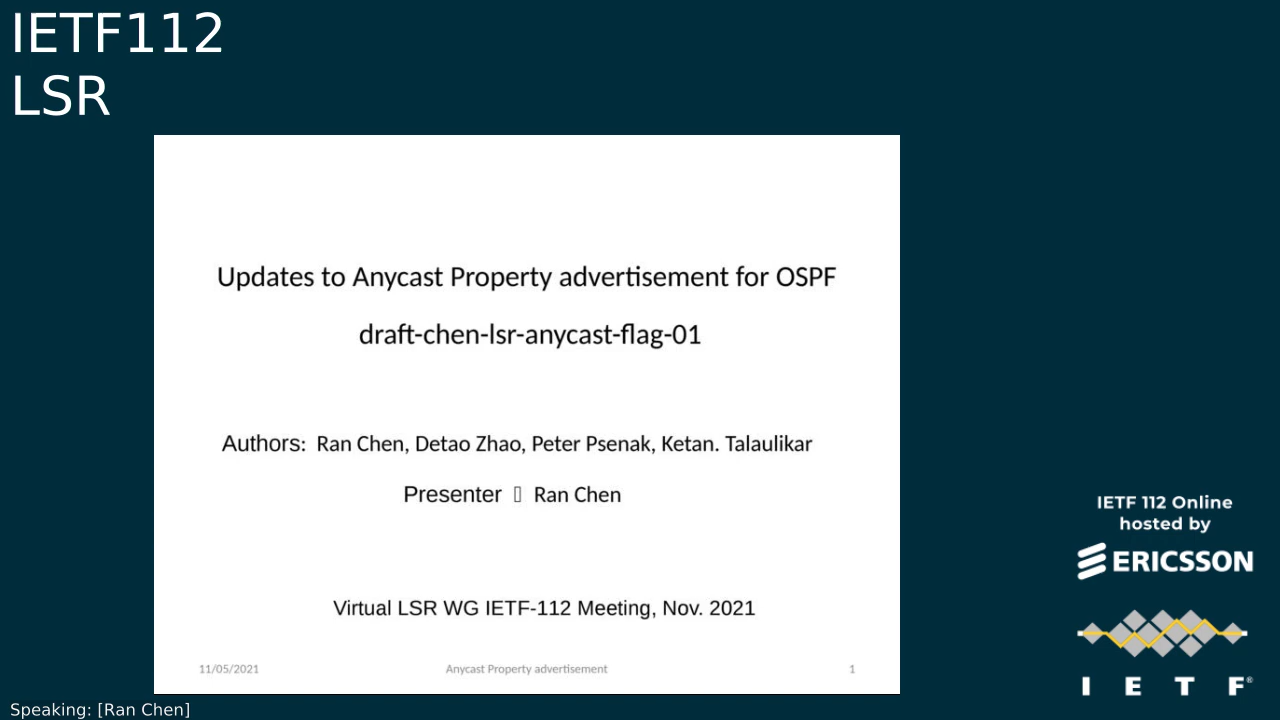 IETF112
LSR
Updates to Anycast Property advertisement for OSPF
draft-chen-lsr-anycast-flag-01
Authors: Ran Chen, Detao Zhao, Peter Psenak, Ketan. Talaulikar
Presenter ▯ Ran Chen
Virtual LSR WG IETF-112 Meeting, Nov. 2021
11/05/2021 Anycast Property advertisement 1
IETF 112 Online
hosted by
ERICSSON
I E T F®
Speaking: [Ran Chen]